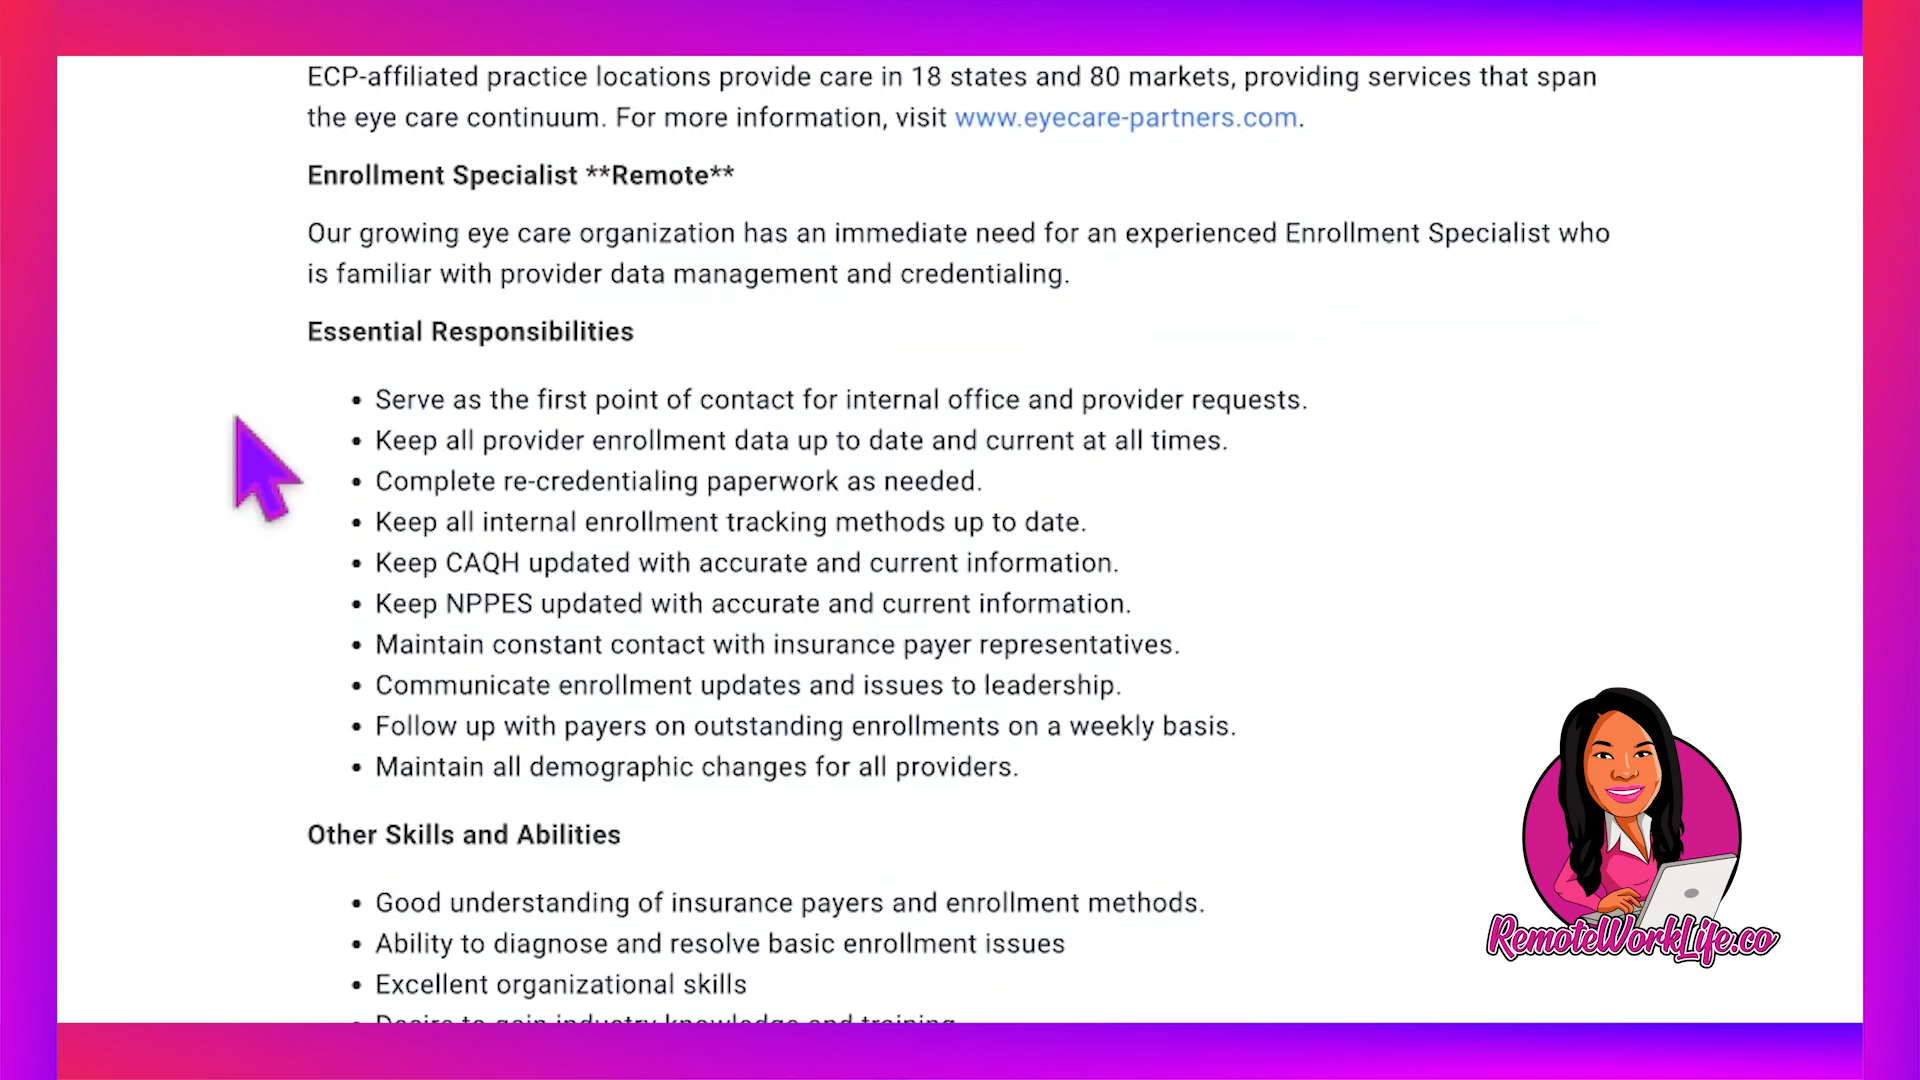 ECP-affiliated practice locations provide care in 18 states and 80 markets, providing services that span
the eye care continuum. For more information, visit www.eyecare-partners.com.
Enrollment Specialist **Remote**
Our growing eye care organization has an immediate need for an experienced Enrollment Specialist who
is familiar with provider data management and credentialing.
Essential Responsibilities
• Serve as the first point of contact for internal office and provider requests.
• Keep all provider enrollment data up to date and current at all times.
• Complete re-credentialing paperwork as needed.
• Keep all internal enrollment tracking methods up to date.
• Keep CAQH updated with accurate and current information.
• Keep NPPES updated with accurate and current information.
• Maintain constant contact with insurance payer representatives.
• Communicate enrollment updates and issues to leadership.
• Follow up with payers on outstanding enrollments on a weekly basis.
• Maintain all demographic changes for all providers.
Other Skills and Abilities
• Good understanding of insurance payers and enrollment methods.
• Ability to diagnose and resolve basic enrollment issues
• Excellent organizational skills
• Desire to gain industry knowledge and training
RemoteWorkLife.co